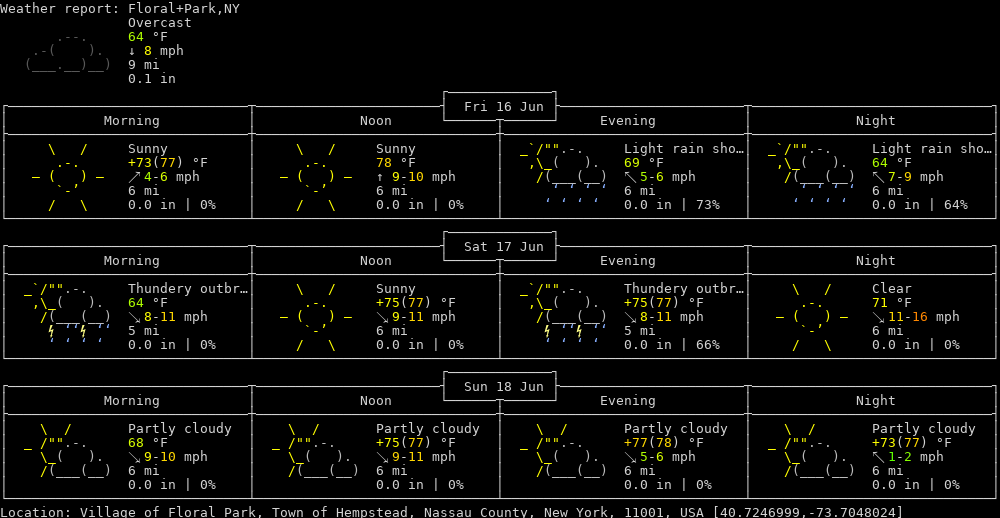 Weather report: Floral+Park,NY
Overcast
64 °F
↓ 8 mph
9 mi
0.1 in
Fri 16 Jun
Morning Noon Evening Night
Sunny Sunny Light rain sho… Light rain sho…
+73(77) °F 78 °F 69 °F 64 °F
↗ 4-6 mph ↑ 9-10 mph ↖ 5-6 mph ↖ 7-9 mph
6 mi 6 mi 6 mi 6 mi
0.0 in | 0% 0.0 in | 0% 0.0 in | 73% 0.0 in | 64%
Sat 17 Jun
Morning Noon Evening Night
Thundery outbr… Sunny Thundery outbr… Clear
64 °F +75(77) °F +75(77) °F 71 °F
↘ 8-11 mph ↘ 9-11 mph ↘ 8-11 mph ↘ 11-16 mph
5 mi 6 mi 5 mi 6 mi
0.0 in | 0% 0.0 in | 0% 0.0 in | 66% 0.0 in | 0%
Sun 18 Jun
Morning Noon Evening Night
Partly cloudy Partly cloudy Partly cloudy Partly cloudy
68 °F +75(77) °F +77(78) °F +73(77) °F
↘ 9-10 mph ↘ 9-11 mph ↘ 5-6 mph ↖ 1-2 mph
6 mi 6 mi 6 mi 6 mi
0.0 in | 0% 0.0 in | 0% 0.0 in | 0% 0.0 in | 0%
Location: Village of Floral Park, Town of Hempstead, Nassau County, New York, 11001, USA [40.7246999,-73.7048024]